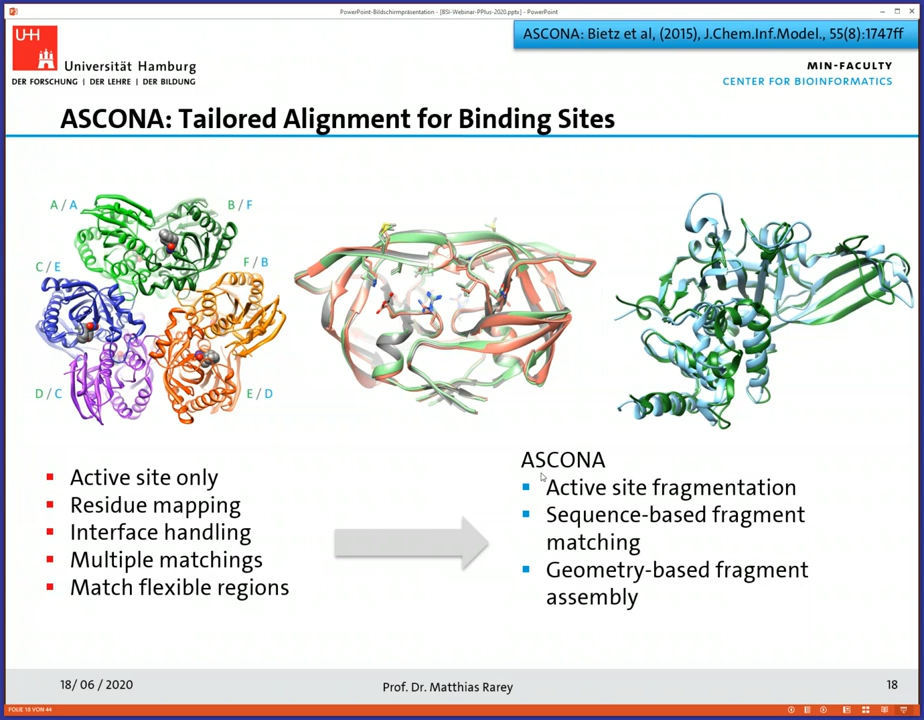 PowerPoint-Bildschirmpräsentation - [BSI-Webinar-PPlus-2020.pptx] - PowerPoint
ASCONA: Bietz et al, (2015), J.Chem.Inf.Model., 55(8):1747ff
UHH
Universität Hamburg
DER FORSCHUNG | DER LEHRE | DER BILDUNG
MIN-FACULTY
CENTER FOR BIOINFORMATICS
ASCONA: Tailored Alignment for Binding Sites
A / A
B / F
C / E
F / B
D / C
E / D
Active site only
Residue mapping
Interface handling
Multiple matchings
Match flexible regions
ASCONA
Active site fragmentation
Sequence-based fragment
matching
Geometry-based fragment
assembly
18/ 06 / 2020
Prof. Dr. Matthias Rarey
18
FOLIE 18 VON 44